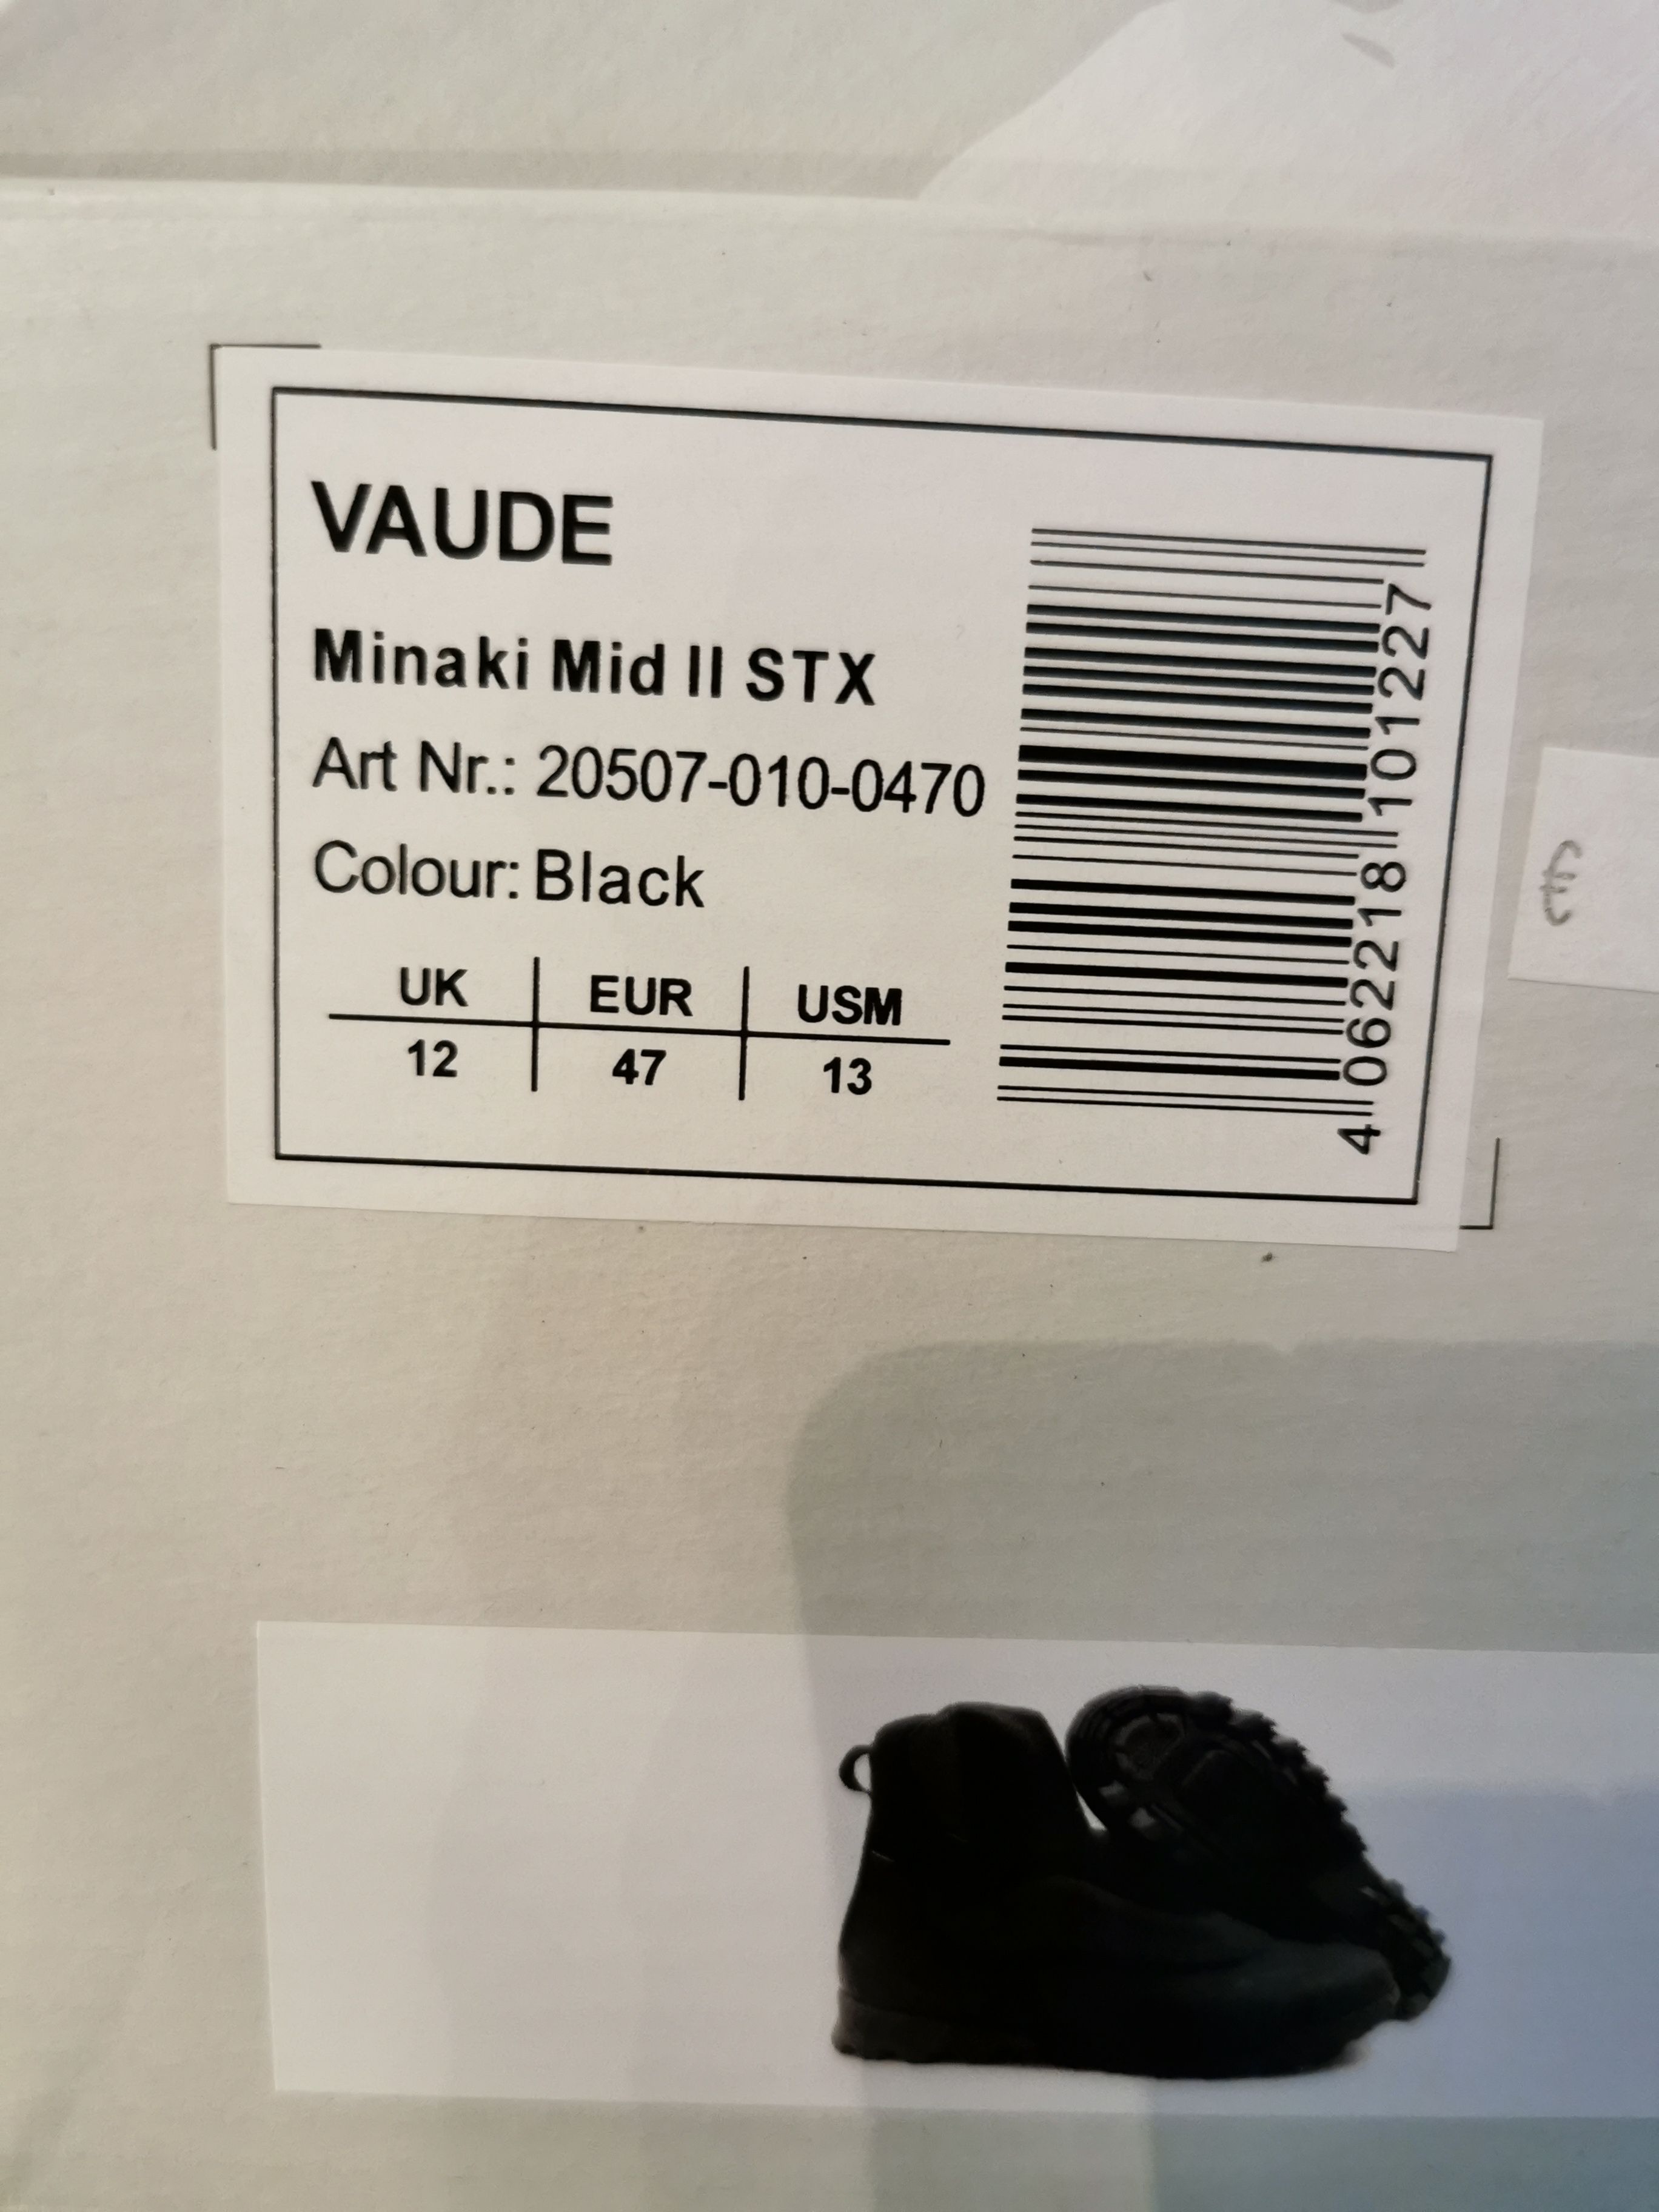 VAUDE
Minaki Mid II STX
Art Nr.: 20507-010-0470
Colour: Black
UK EUR USM
12 47 13
4 062218 101227